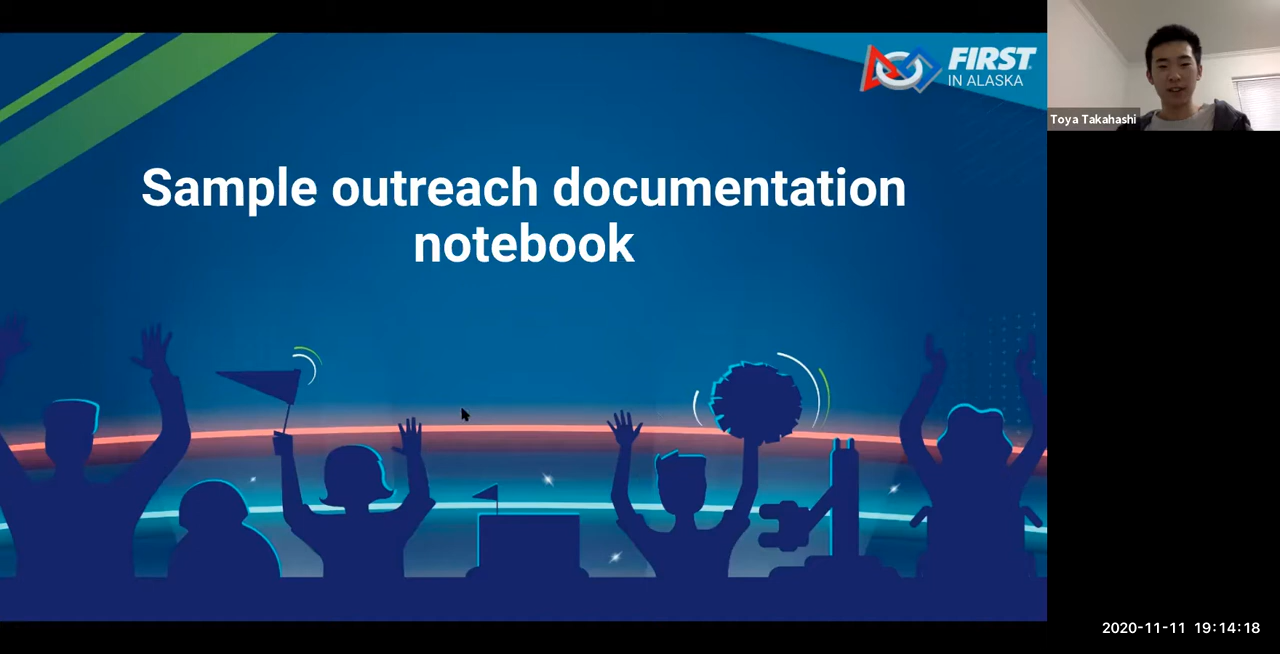 FIRST
IN ALASKA
Toya Takahashi
Sample outreach documentation
notebook
2020-11-11 19:14:18